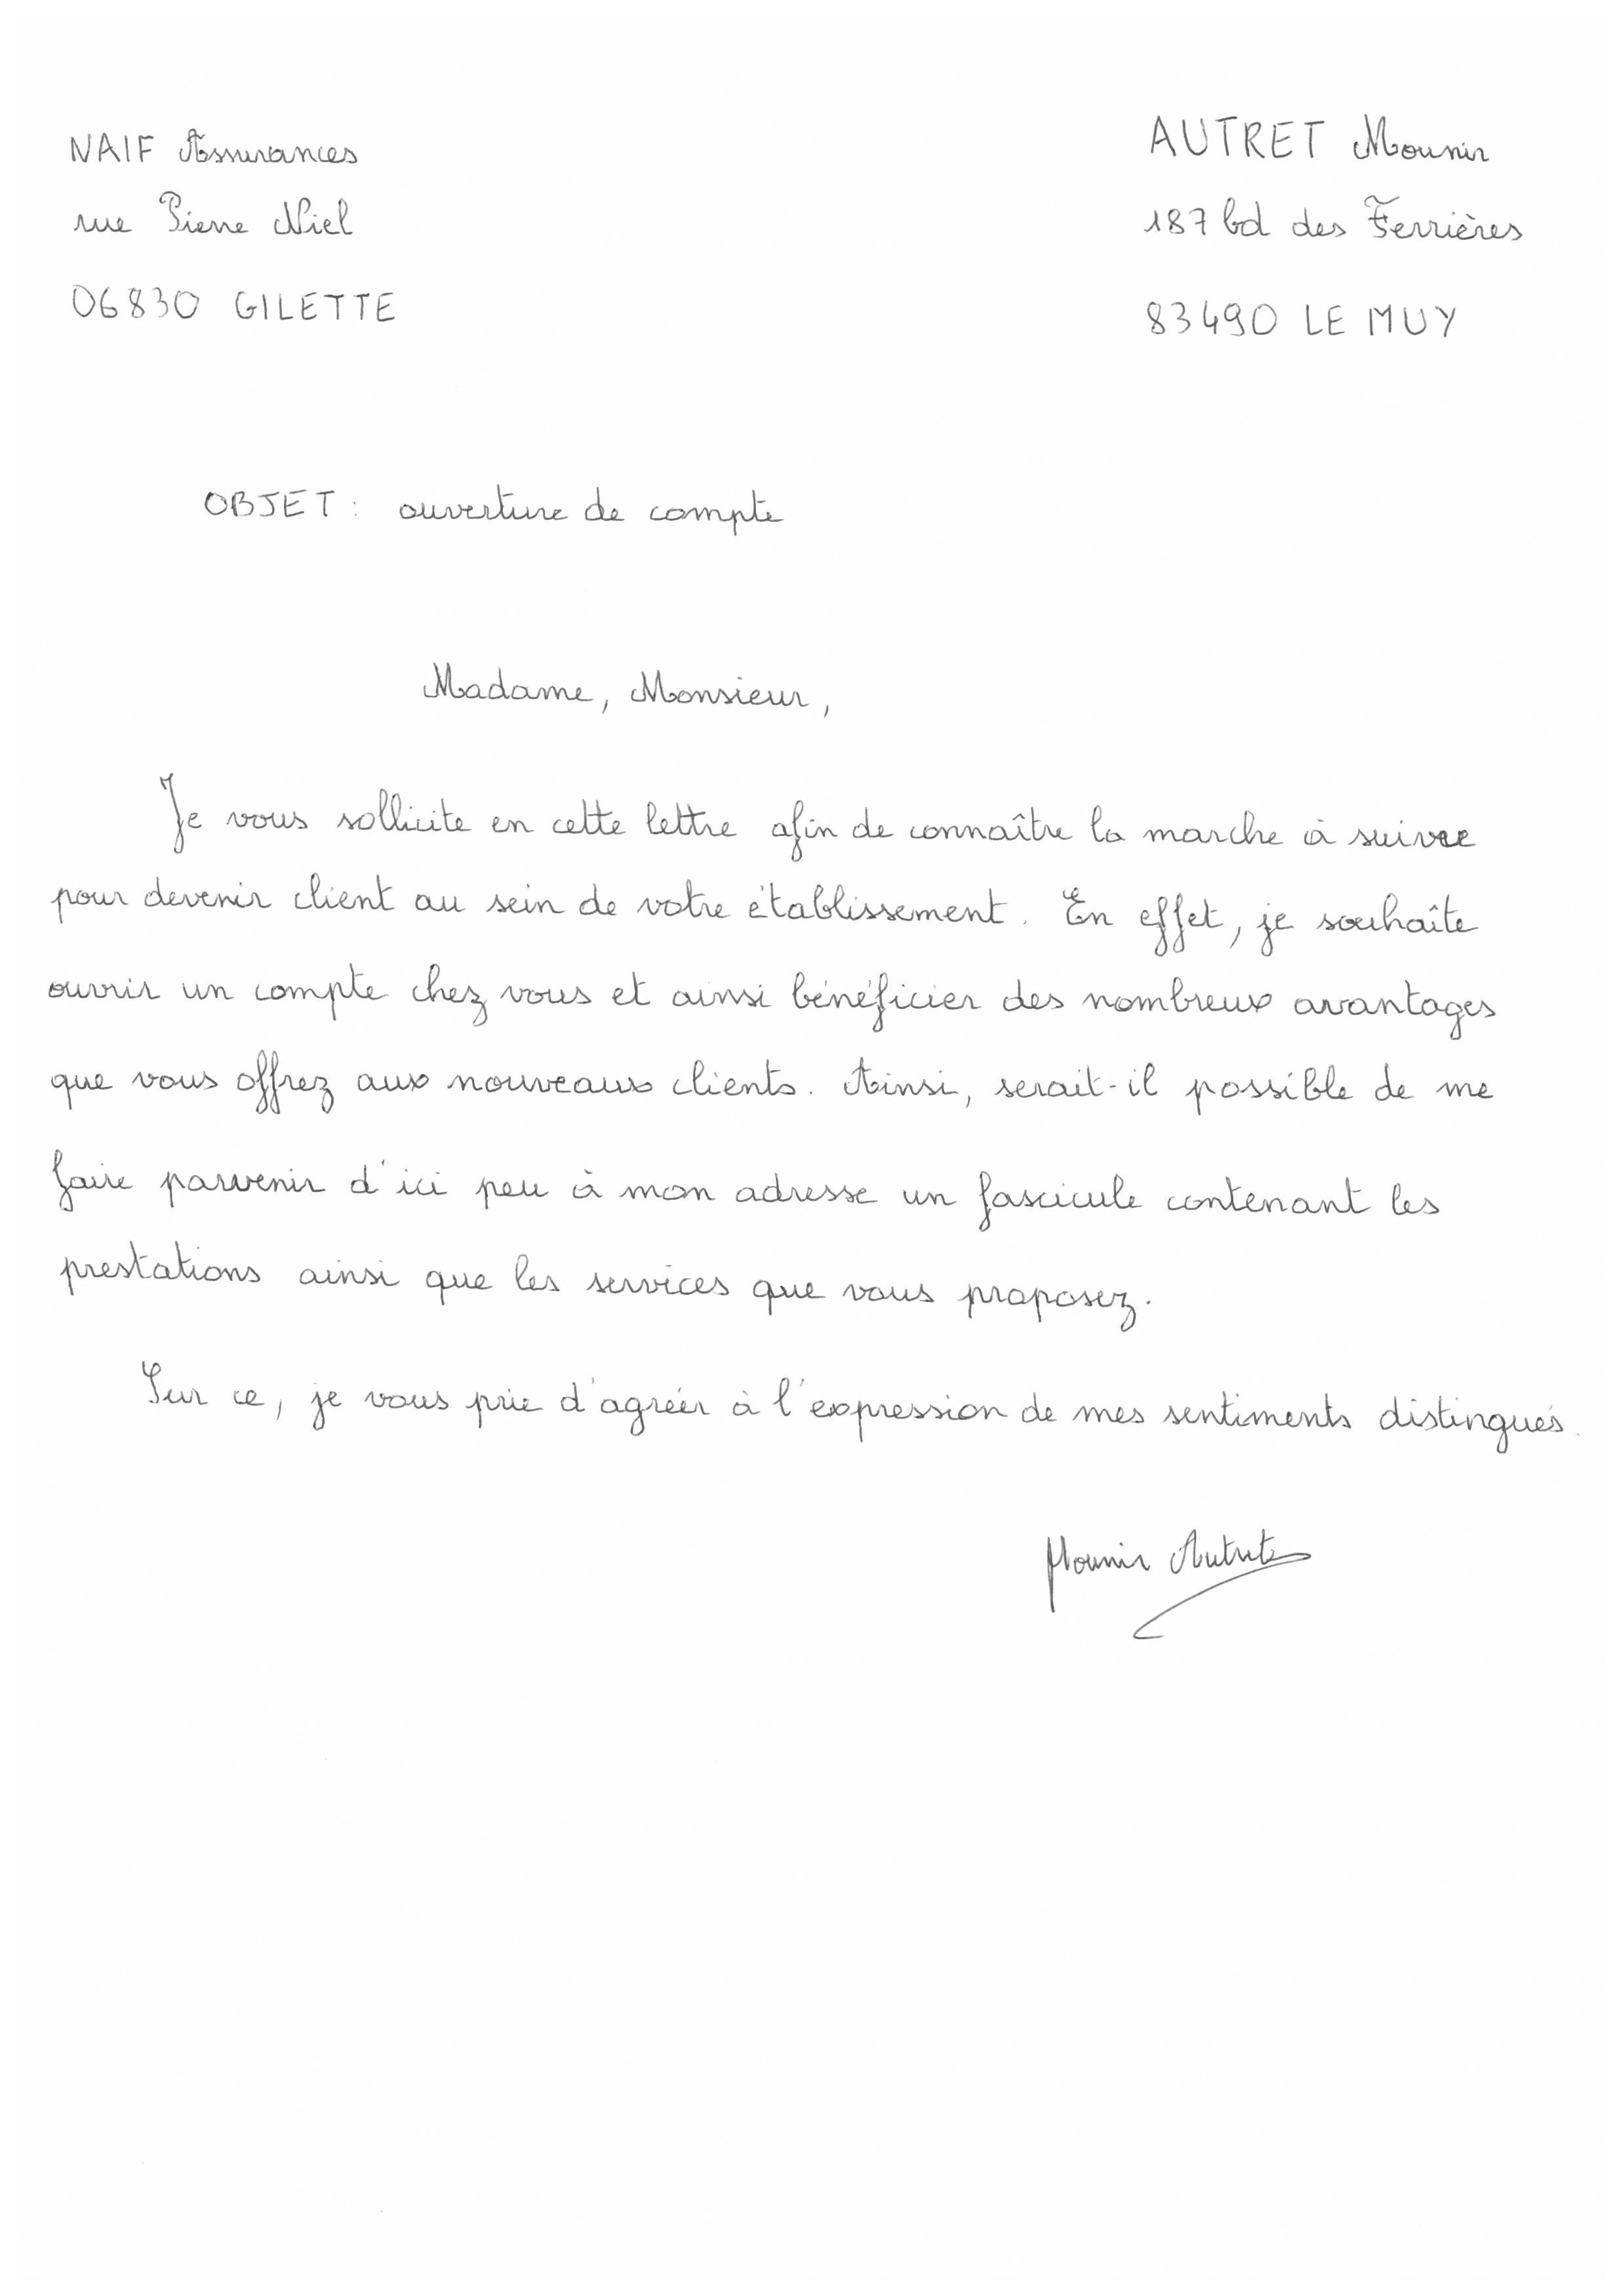 NAIF Assurances
rue Pierre Niel
06830 GILETTE
AUTRET Mounir
187 bd des Ferrières
83490 LE MUY
OBJET : ouverture de compte
Madame, Monsieur,
Je vous sollicite en cette lettre afin de connaître la marche à suivre
pour devenir client au sein de votre établissement. En effet, je souhaîte
ouvrir un compte chez vous et ainsi bénéficier des nombreux avantages
que vous offrez aux nouveaux clients. Ainsi, serait-il possible de me
faire parvenir d'ici peu à mon adresse un fascicule contenant les
prestations ainsi que les services que vous proposez.
Sur ce, je vous prie d'agréer à l'expression de mes sentiments distingués.
Mounir Autret